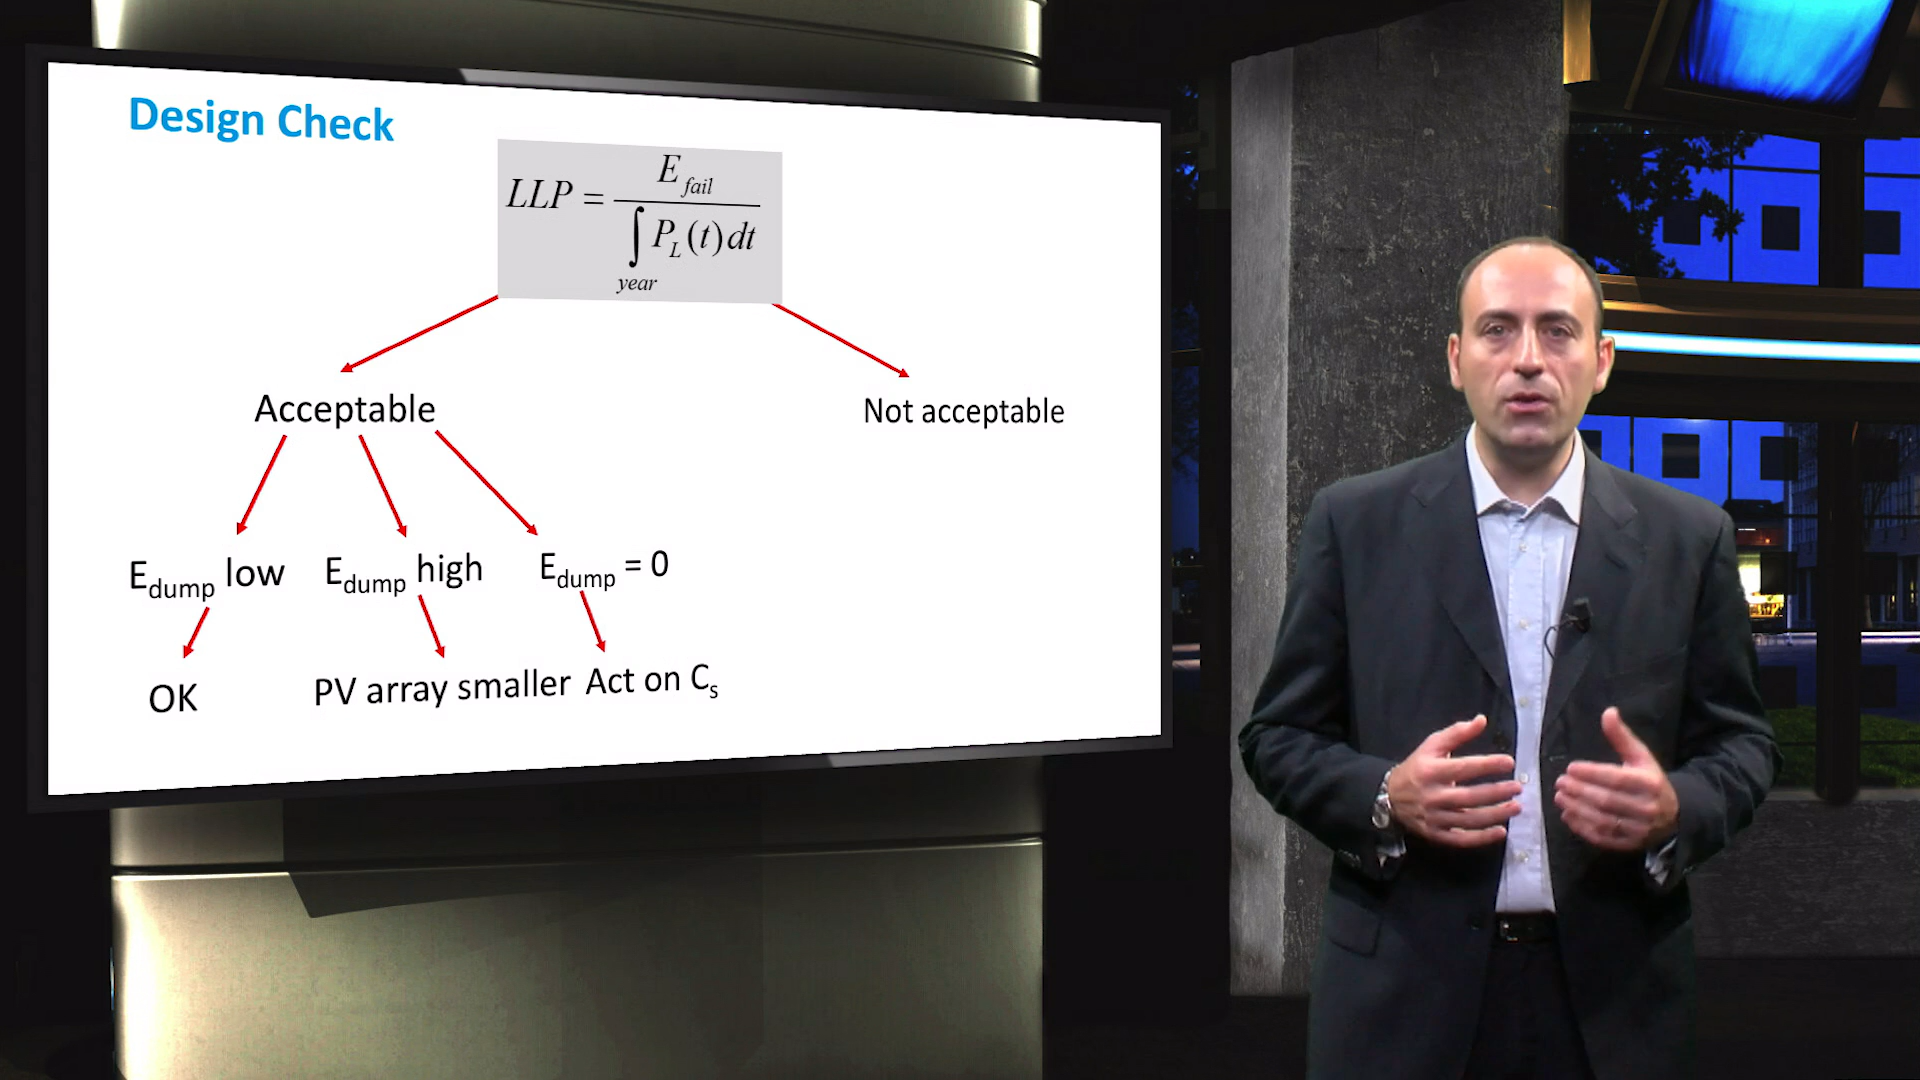 Design Check
LLP = E_fail / ∫_year P_L(t) dt
Acceptable
Not acceptable
E_dump low
E_dump high
E_dump = 0
OK
PV array smaller
Act on C_s